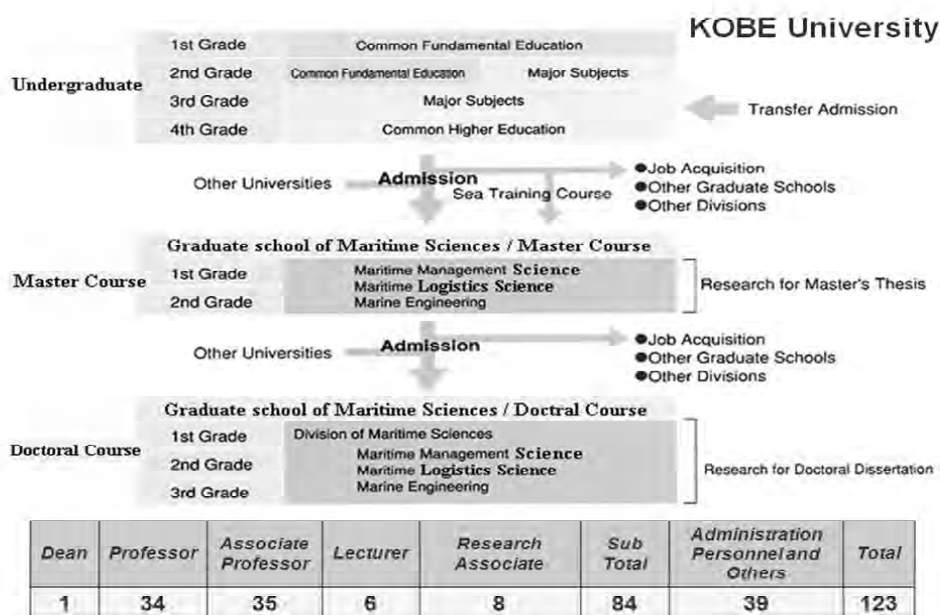 KOBE University
1st Grade Common Fundamental Education
2nd Grade Common Fundamental Education Major Subjects
Undergraduate
3rd Grade Major Subjects
Transfer Admission
4th Grade Common Higher Education
Other Universities Admission
Sea Training Course
●Job Acquisition
●Other Graduate Schools
●Other Divisions
Graduate school of Maritime Sciences / Master Course
Master Course
1st Grade Maritime Management Science
Maritime Logistics Science
2nd Grade Marine Engineering
Research for Master's Thesis
Other Universities Admission
●Job Acquisition
●Other Graduate Schools
●Other Divisions
Graduate school of Maritime Sciences / Doctral Course
Doctoral Course
1st Grade Division of Maritime Sciences
Maritime Management Science
2nd Grade Maritime Logistics Science
3rd Grade Marine Engineering
Research for Doctoral Dissertation
Dean Professor Associate Professor Lecturer Research Associate Sub Total Administration Personnel and Others Total
1 34 35 6 8 84 39 123